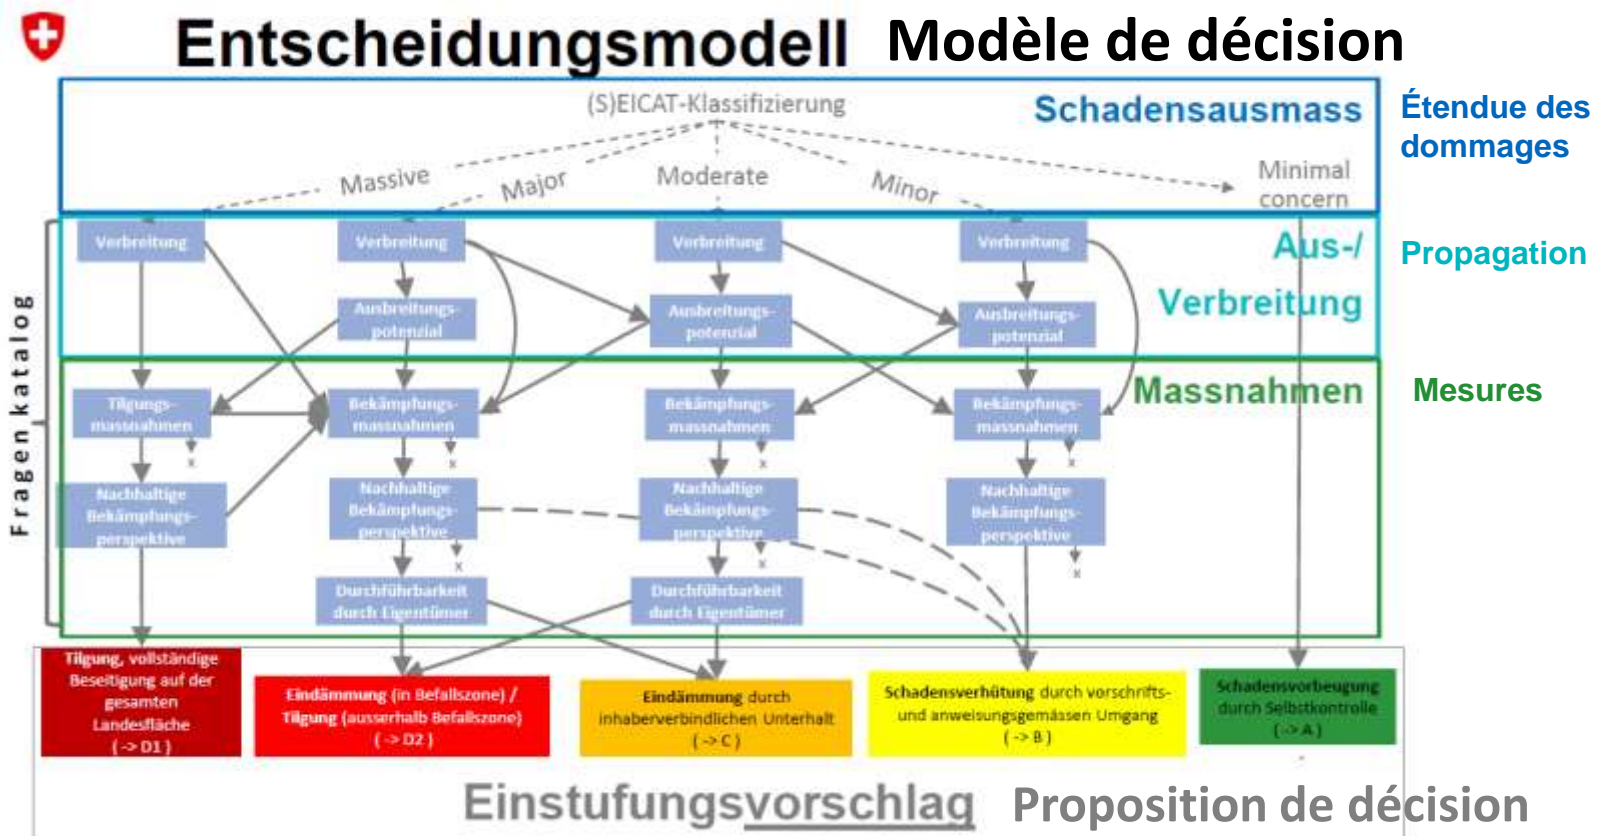 Entscheidungsmodell Modèle de décision
(S)EICAT-Klassifizierung
Schadensausmass
Étendue des
dommages
Massive
Major
Moderate
Minor
Minimal
concern
Fragenkatalog
Verbreitung
Verbreitung
Verbreitung
Verbreitung
Aus-/
Verbreitung
Propagation
Ausbreitungs-
potenzial
Ausbreitungs-
potenzial
Ausbreitungs-
potenzial
Massnahmen
Mesures
Tilgungs-
massnahmen
Bekämpfungs-
massnahmen
Bekämpfungs-
massnahmen
Bekämpfungs-
massnahmen
x
x
x
x
Nachhaltige
Bekämpfungs-
perspektive
Nachhaltige
Bekämpfungs-
perspektive
Nachhaltige
Bekämpfungs-
perspektive
Nachhaltige
Bekämpfungs-
perspektive
x
x
x
Durchführbarkeit
durch Eigentümer
Durchführbarkeit
durch Eigentümer
Tilgung, vollständige
Beseitigung auf der
gesamten
Landesfläche
( -> D1 )
Eindämmung (in Befallszone) /
Tilgung (ausserhalb Befallszone)
( -> D2 )
Eindämmung durch
inhaberverbindlichen Unterhalt
( -> C )
Schadensverhütung durch vorschrifts-
und anweisungsgemässen Umgang
( -> B )
Schadensvorbeugung
durch Selbstkontrolle
( -> A )
Einstufungsvorschlag Proposition de décision